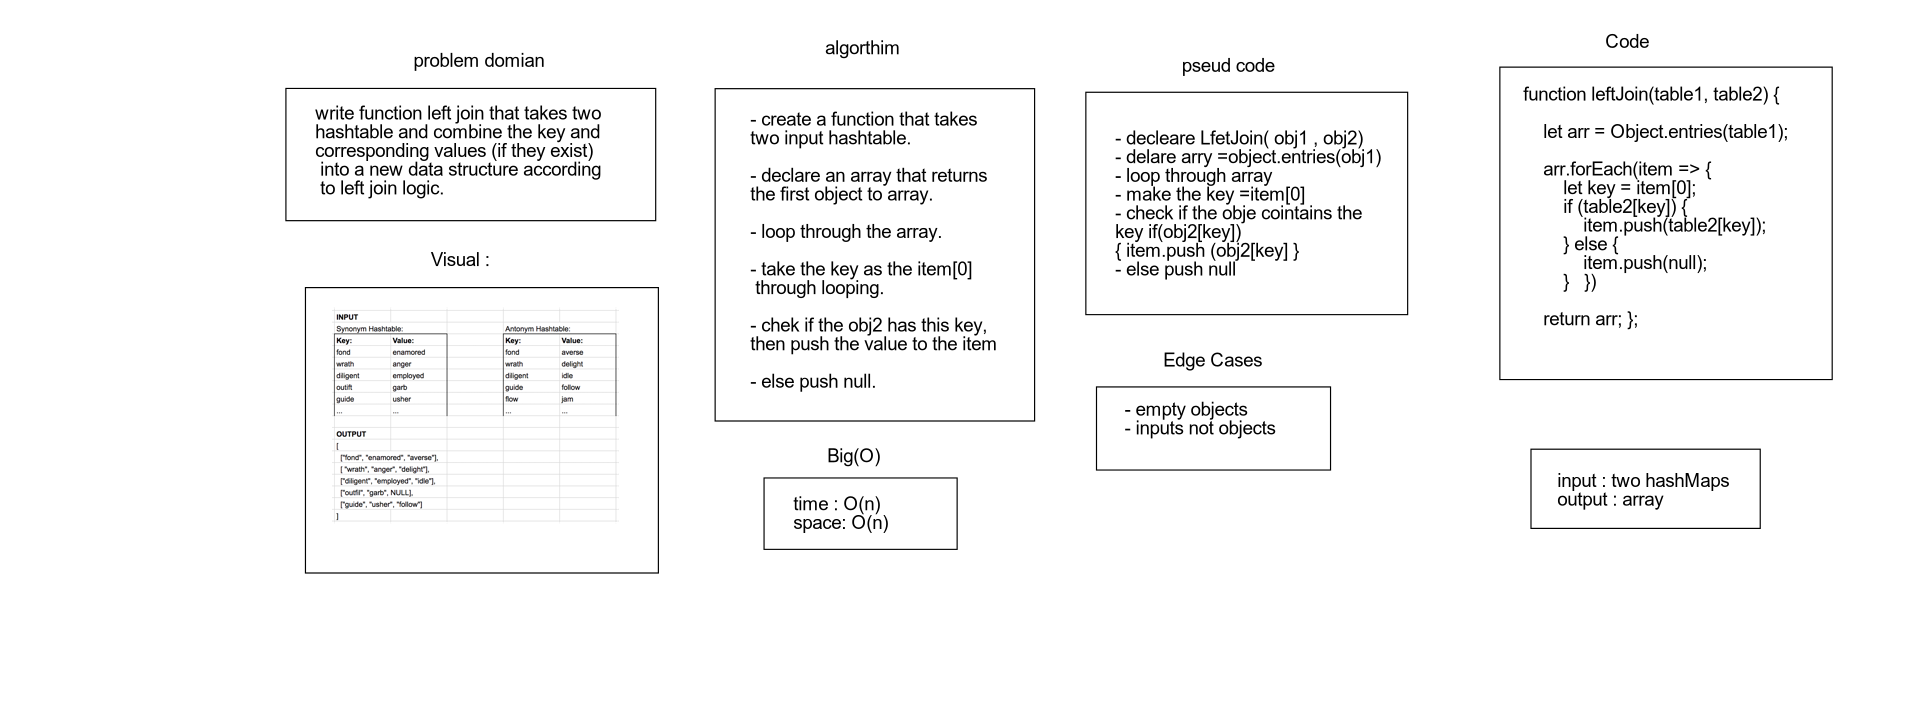 problem domian
write function left join that takes two
hashtable and combine the key and
corresponding values (if they exist)
into a new data structure according
to left join logic.
Visual :
INPUT
Synonym Hashtable: Antonym Hashtable:
Key: Value: Key: Value:
fond enamored fond averse
wrath anger wrath delight
diligent employed diligent idle
outift garb guide follow
guide usher flow jam
... ... ... ...
OUTPUT
[
["fond", "enamored", "averse"],
[ "wrath", "anger", "delight"],
["diligent", "employed", "idle"],
["outfil", "garb", NULL],
["guide", "usher", "follow"]
]
algorthim
- create a function that takes
two input hashtable.
- declare an array that returns
the first object to array.
- loop through the array.
- take the key as the item[0]
through looping.
- chek if the obj2 has this key,
then push the value to the item
- else push null.
Big(O)
time : O(n)
space: O(n)
pseud code
- decleare LfetJoin( obj1 , obj2)
- delare arry =object.entries(obj1)
- loop through array
- make the key =item[0]
- check if the obje cointains the
key if(obj2[key])
{ item.push (obj2[key] }
- else push null
Edge Cases
- empty objects
- inputs not objects
Code
function leftJoin(table1, table2) {
let arr = Object.entries(table1);
arr.forEach(item => {
let key = item[0];
if (table2[key]) {
item.push(table2[key]);
} else {
item.push(null);
} })
return arr; };
input : two hashMaps
output : array